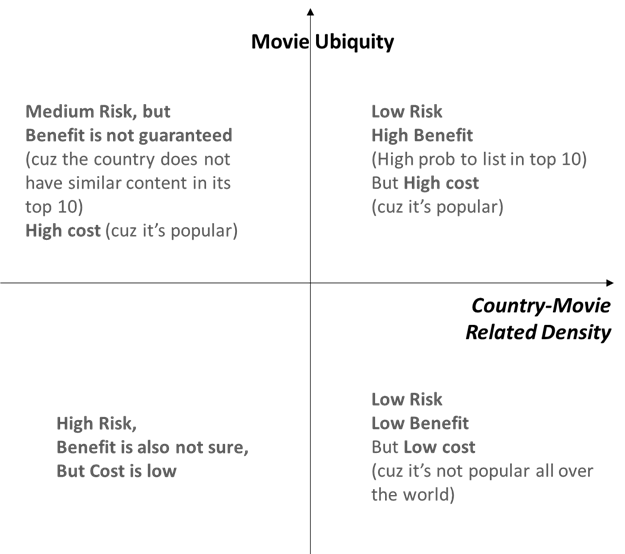 Movie Ubiquity
Medium Risk, but
Benefit is not guaranteed
(cuz the country does not
have similar content in its
top 10)
High cost (cuz it's popular)
Low Risk
High Benefit
(High prob to list in top 10)
But High cost
(cuz it's popular)
Country-Movie
Related Density
High Risk,
Benefit is also not sure,
But Cost is low
Low Risk
Low Benefit
But Low cost
(cuz it's not popular all over
the world)